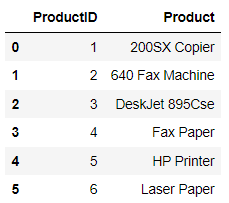 ProductID Product
0 1 200SX Copier
1 2 640 Fax Machine
2 3 DeskJet 895Cse
3 4 Fax Paper
4 5 HP Printer
5 6 Laser Paper